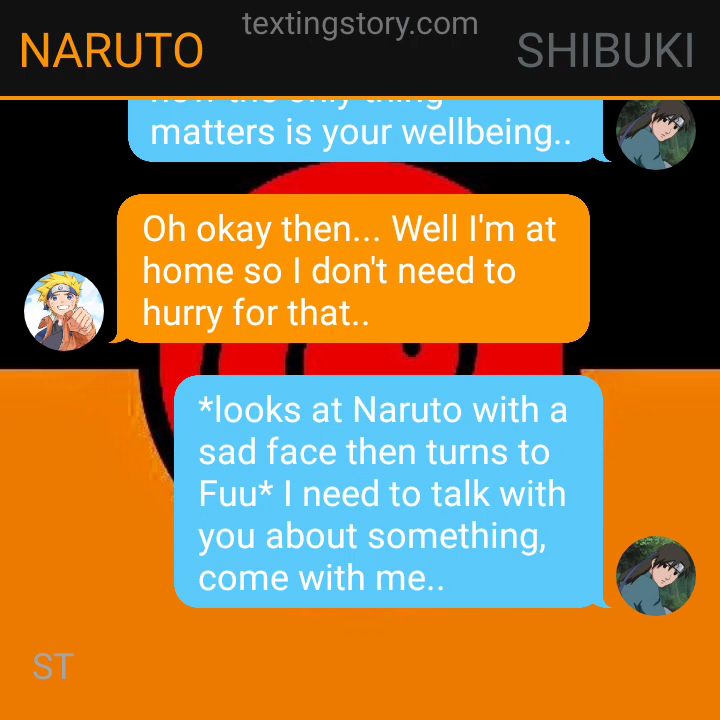 textingstory.com
NARUTO
SHIBUKI
matters is your wellbeing..
Oh okay then... Well I'm at
home so I don't need to
hurry for that..
*looks at Naruto with a
sad face then turns to
Fuu* I need to talk with
you about something,
come with me..
ST